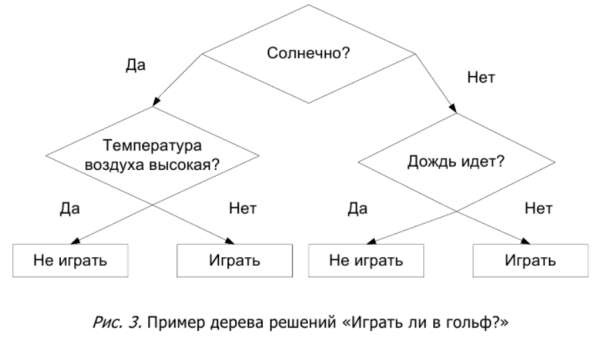 Солнечно?
Да
Нет
Температура
воздуха высокая?
Дождь идет?
Да
Нет
Да
Нет
Не играть
Играть
Не играть
Играть
Рис. 3. Пример дерева решений «Играть ли в гольф?»